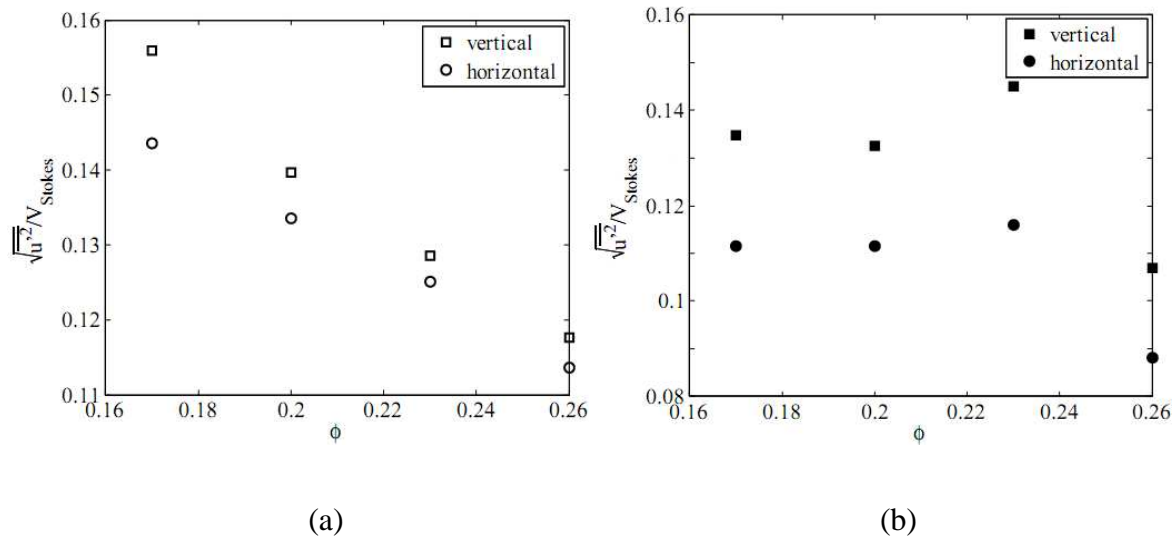 0.16
0.15
0.14
0.13
0.12
0.11
0.16
0.18
0.2
0.22
0.24
0.26
√u'²/V_Stokes
ϕ
vertical
horizontal
(a)
0.16
0.14
0.12
0.1
0.08
0.16
0.18
0.2
0.22
0.24
0.26
√u'²/V_Stokes
ϕ
vertical
horizontal
(b)